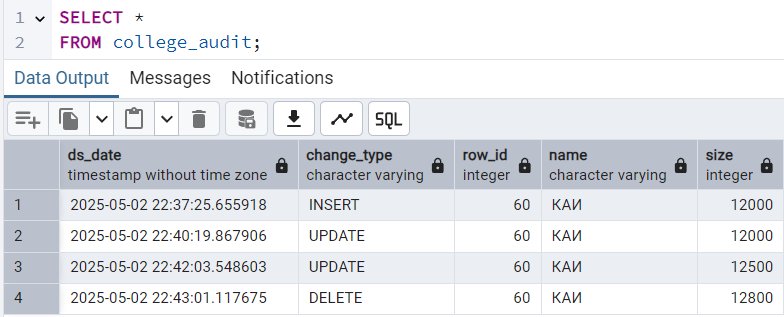 1 SELECT *
2 FROM college_audit;
Data Output Messages Notifications
SQL
ds_date change_type row_id name size
timestamp without time zone character varying integer character varying integer
1 2025-05-02 22:37:25.655918 INSERT 60 КАИ 12000
2 2025-05-02 22:40:19.867906 UPDATE 60 КАИ 12000
3 2025-05-02 22:42:03.548603 UPDATE 60 КАИ 12500
4 2025-05-02 22:43:01.117675 DELETE 60 КАИ 12800